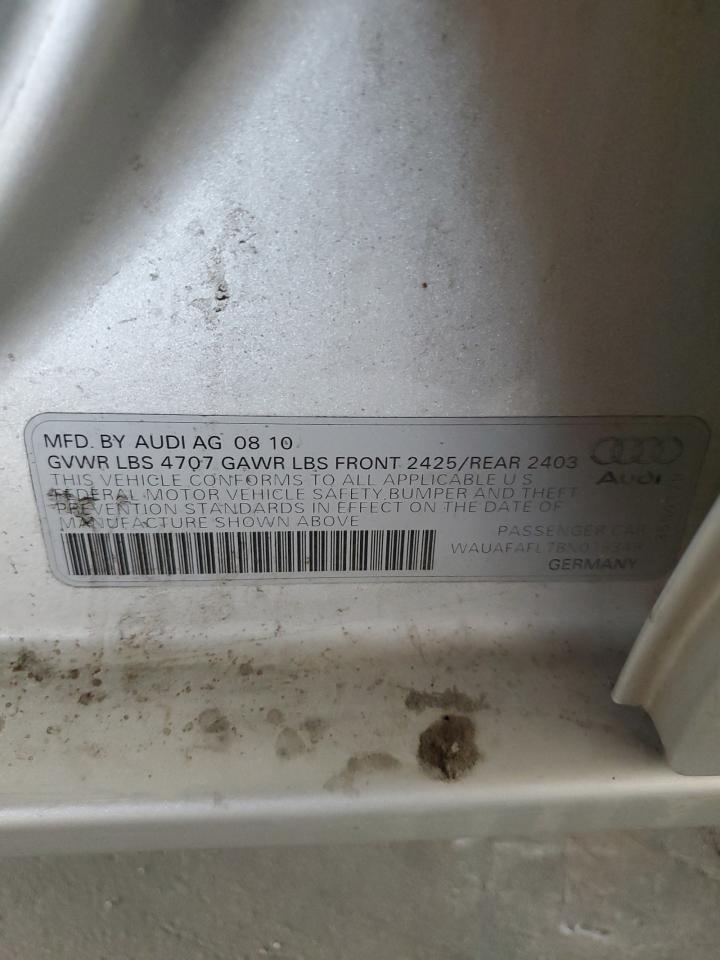 MFD. BY AUDI AG 08 10
GVWR LBS 4707 GAWR LBS FRONT 2425/REAR 2403
THIS VEHICLE CONFORMS TO ALL APPLICABLE U S
FEDERAL MOTOR VEHICLE SAFETY BUMPER AND THEFT
PREVENTION STANDARDS IN EFFECT ON THE DATE OF
MANUFACTURE SHOWN ABOVE
Audi
PASSENGER CAR
GERMANY